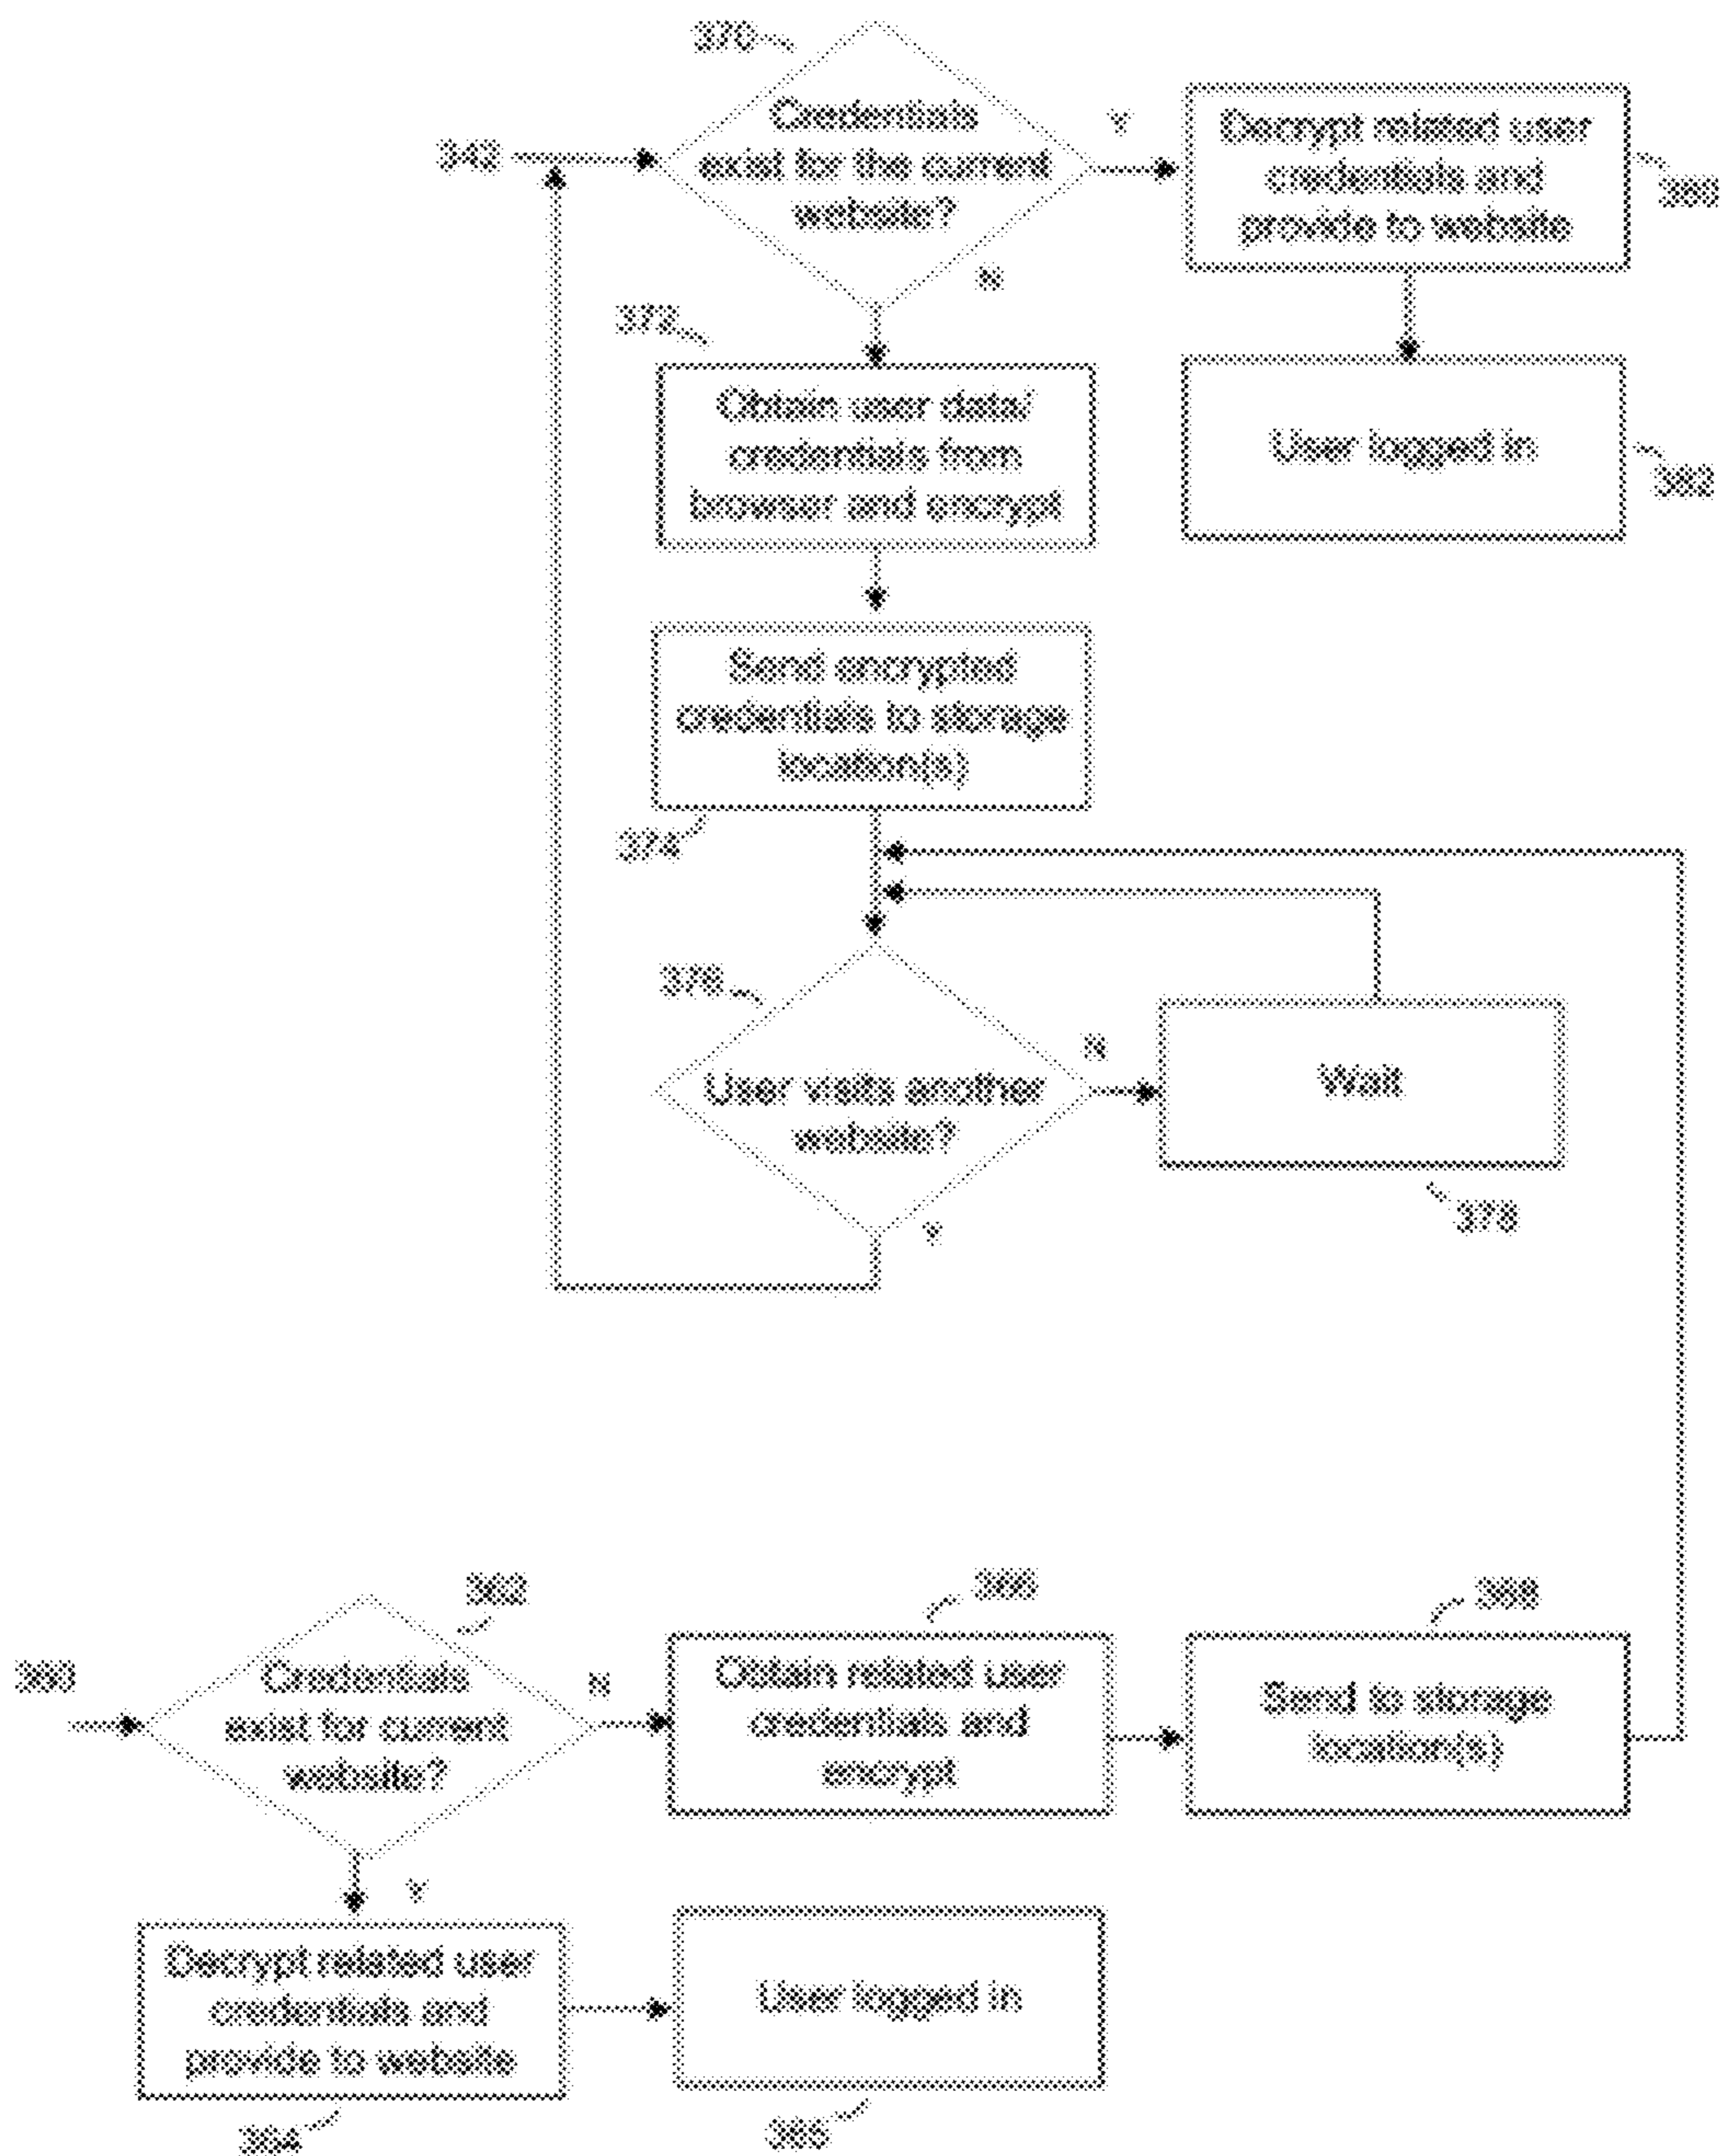 370
Credentials
exist for the current
website?
342
Y
Decrypt related user
credentials and
provide to website
N
372
Obtain user data/
credentials from
browser and encrypt
User logged in
Send encrypted
credentials to storage
location(s)
374
376
User visits another
website?
N
Wait
378
Y
362
Credentials
exist for current
website?
N
Obtain related user
credentials and
encrypt
Send to storage
location(s)
Y
Decrypt related user
credentials and
provide to website
364
User logged in